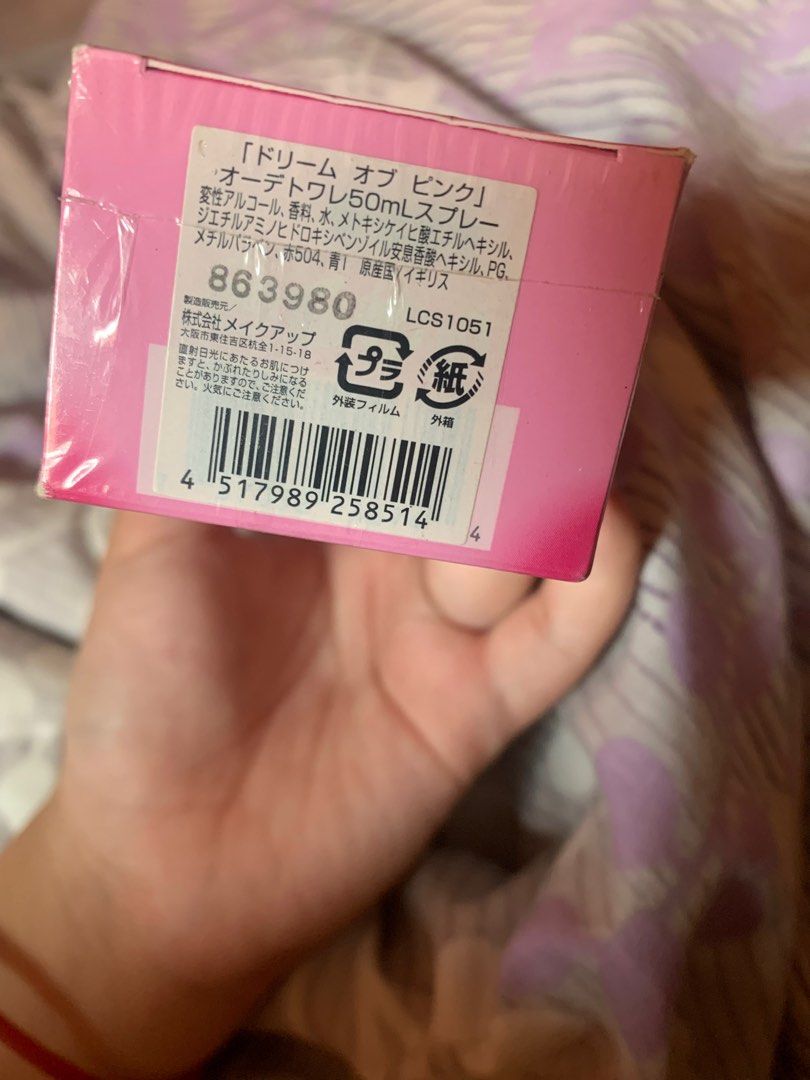 「ドリーム オブ ピンク」
オーデトワレ50mLスプレー
変性アルコール、香料、水、メトキシケイヒ酸エチルヘキシル、
ジエチルアミノヒドロキシベンゾイル安息香酸ヘキシル、PG、
メチルパラベン、赤504、青1 原産国/イギリス
863980
LCS1051
製造販売元/
株式会社 メイクアップ
大阪市東住吉区杭全1-15-18
直射日光にあたるお肌につけ
ますと、かぶれたりしみになる
ことがありますので、ご注意くだ
さい。火気にご注意ください。
プラ
外装フィルム
紙
外箱
4 517989 258514
4